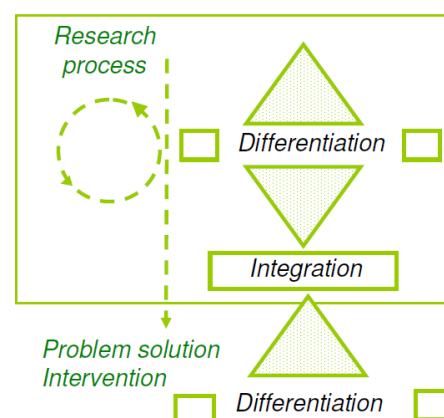 Research
process
Differentiation
Integration
Problem solution
Intervention
Differentiation